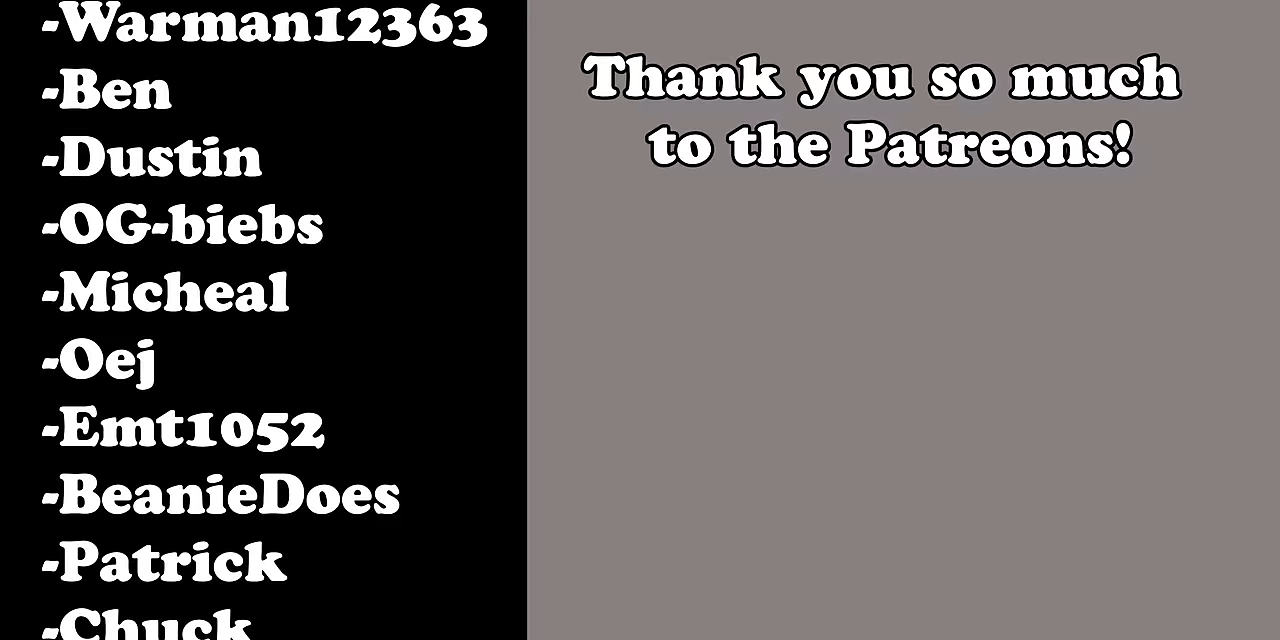 -Warman12363
-Ben
-Dustin
-OG-biebs
-Micheal
-Oej
-Emt1052
-BeanieDoes
-Patrick
-Chuck
Thank you so much
to the Patreons!